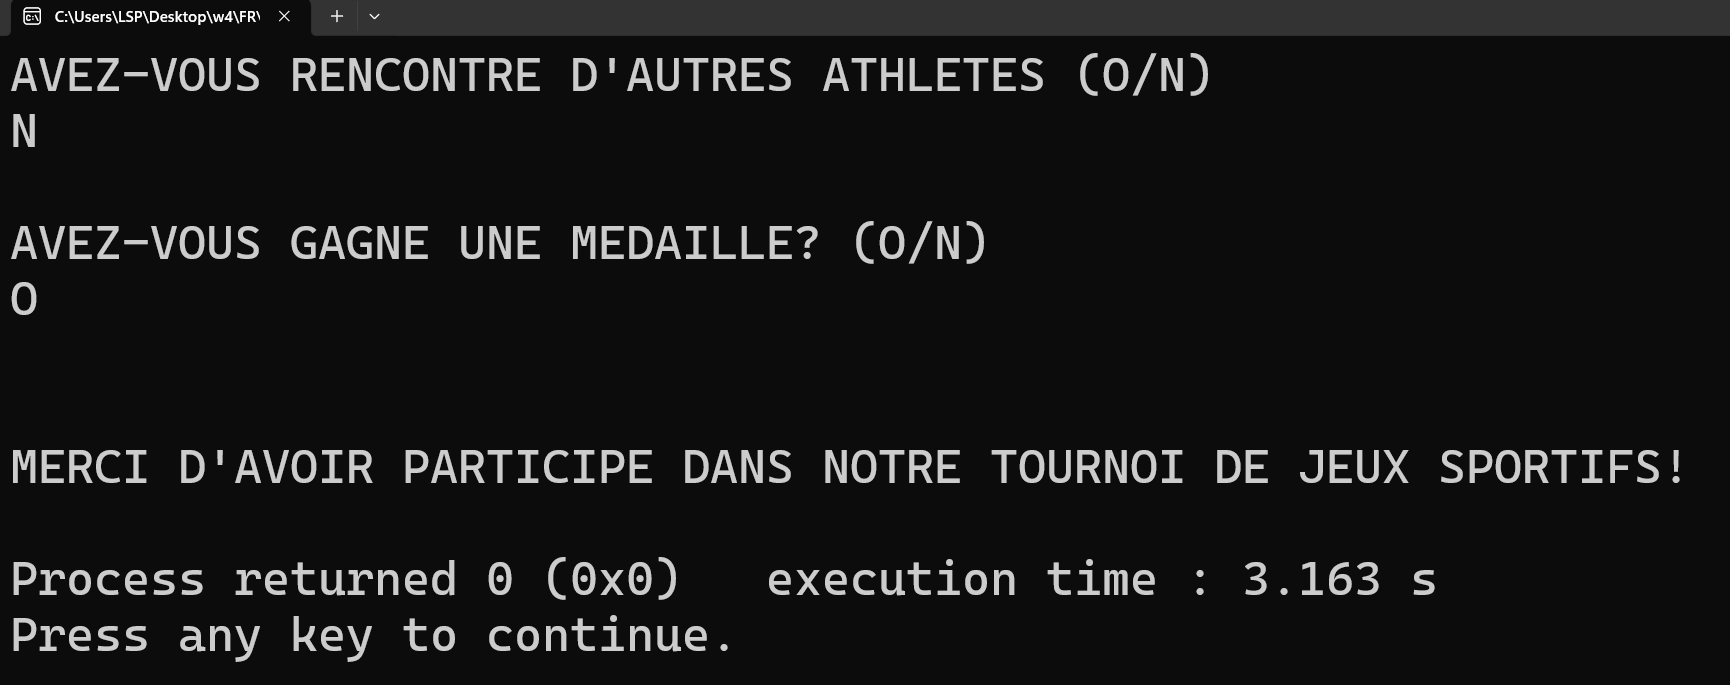 C:\Users\LSP\Desktop\w4\FR\
AVEZ-VOUS RENCONTRE D'AUTRES ATHLETES (O/N)
N
AVEZ-VOUS GAGNE UNE MEDAILLE? (O/N)
O
MERCI D'AVOIR PARTICIPE DANS NOTRE TOURNOI DE JEUX SPORTIFS!
Process returned 0 (0x0)   execution time : 3.163 s
Press any key to continue.